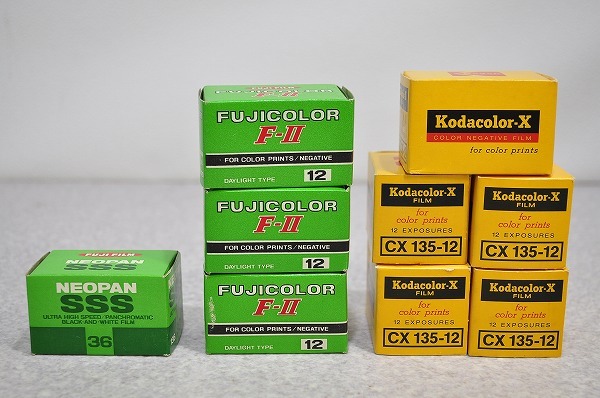 FUJI FILM
NEOPAN
SSS
ULTRA HIGH SPEED/PANCHROMATIC
BLACK-AND-WHITE FILM
36
FUJICOLOR
F-II
FOR COLOR PRINTS/NEGATIVE
DAYLIGHT TYPE 12
FUJICOLOR
F-II
FOR COLOR PRINTS/NEGATIVE
DAYLIGHT TYPE 12
FUJICOLOR
F-II
FOR COLOR PRINTS/NEGATIVE
DAYLIGHT TYPE 12
Kodacolor-X
COLOR NEGATIVE FILM
for color prints
Kodacolor-X
FILM
for
color prints
12 EXPOSURES
CX 135-12
Kodacolor-X
FILM
for
color prints
12 EXPOSURES
CX 135-12
Kodacolor-X
FILM
for
color prints
12 EXPOSURES
CX 135-12
Kodacolor-X
FILM
for
color prints
12 EXPOSURES
CX 135-12